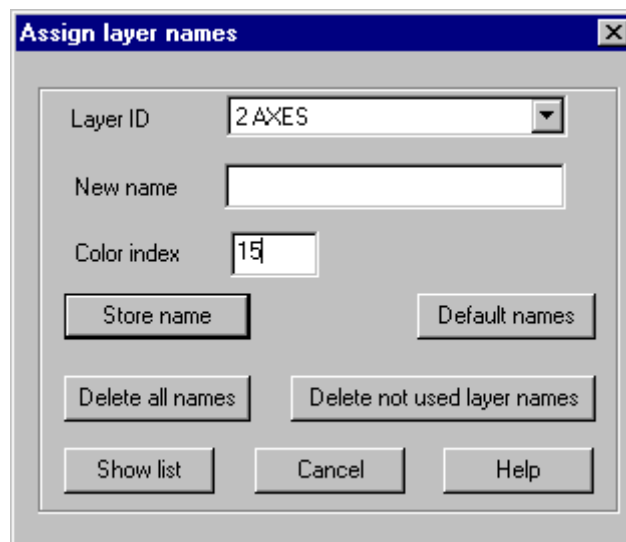 Assign layer names
Layer ID 2 AXES
New name
Color index 15
Store name Default names
Delete all names Delete not used layer names
Show list Cancel Help